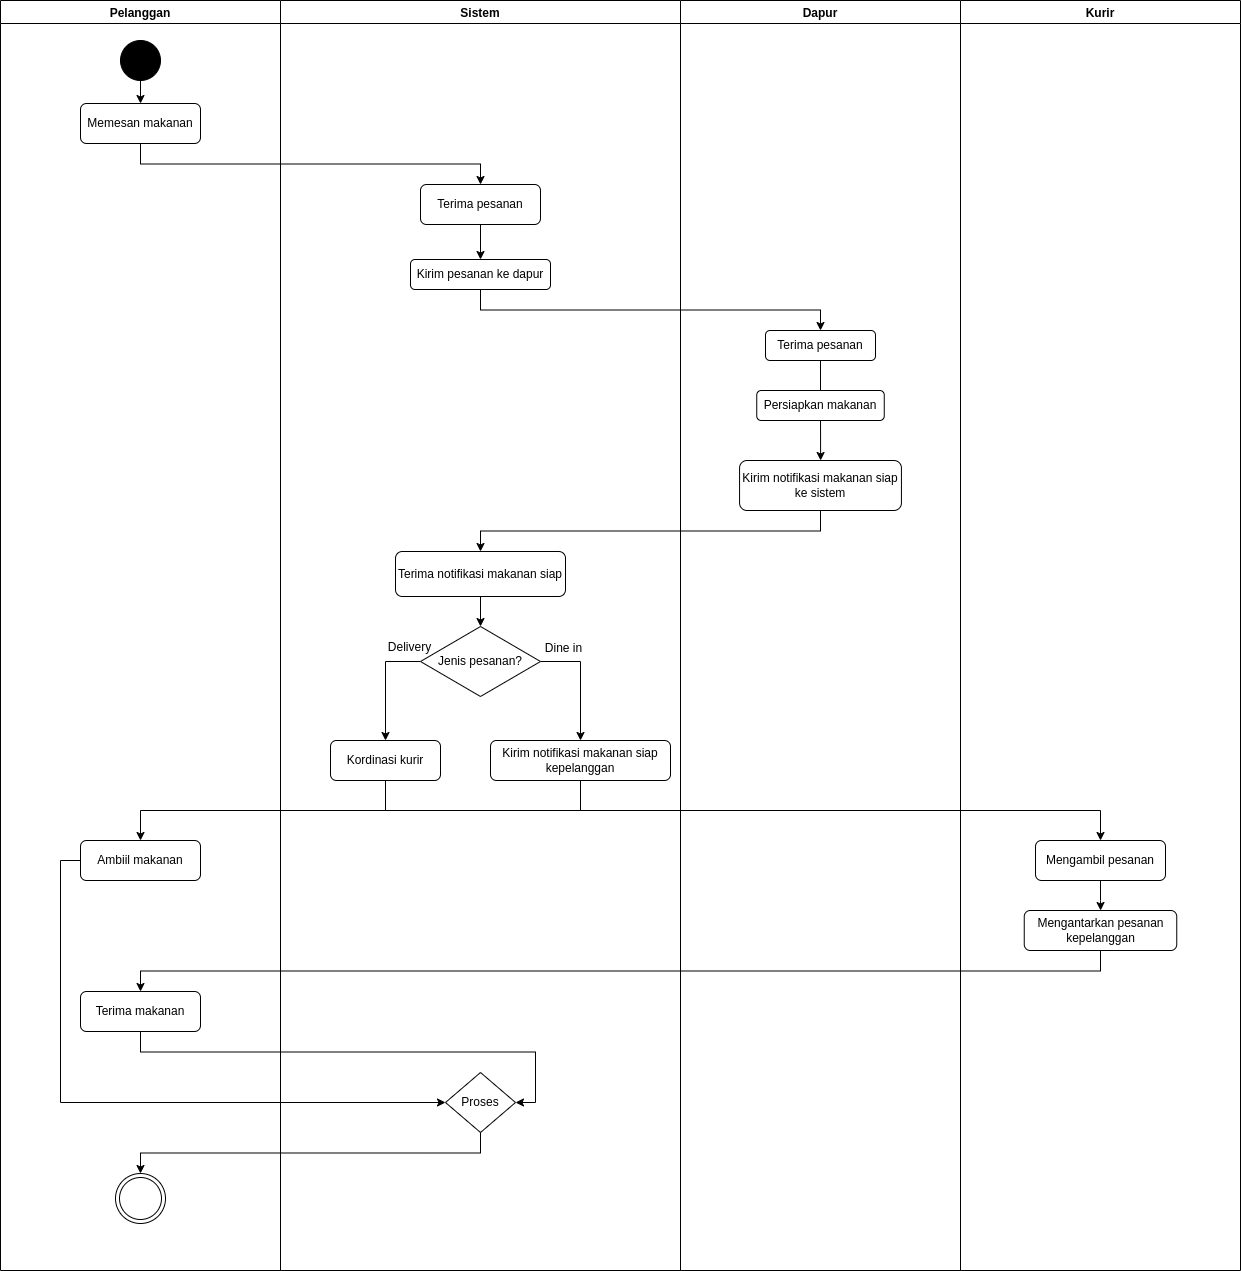 Pelanggan
Sistem
Dapur
Kurir
Memesan makanan
Terima pesanan
Kirim pesanan ke dapur
Terima pesanan
Persiapkan makanan
Kirim notifikasi makanan siap
ke sistem
Terima notifikasi makanan siap
Delivery
Dine in
Jenis pesanan?
Kordinasi kurir
Kirim notifikasi makanan siap
kepelanggan
Ambiil makanan
Mengambil pesanan
Mengantarkan pesanan
kepelanggan
Terima makanan
Proses